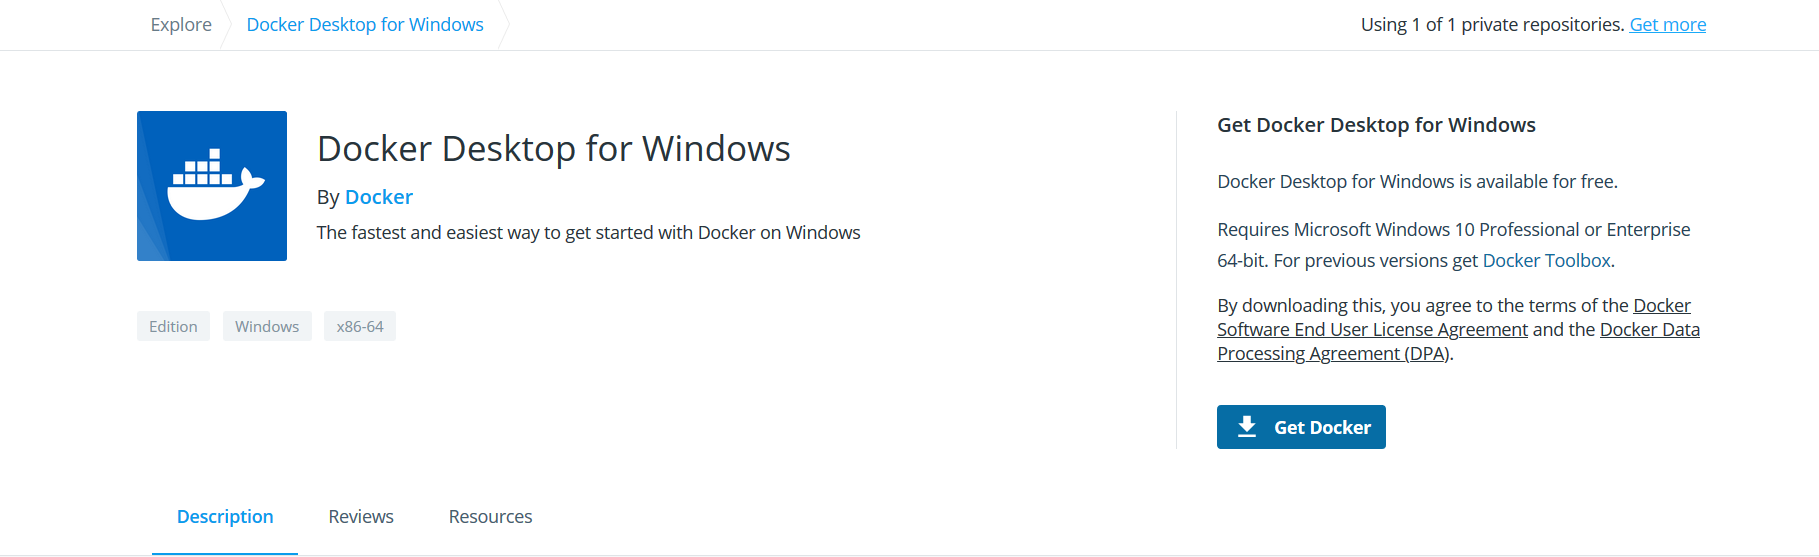 Explore
Docker Desktop for Windows
Using 1 of 1 private repositories. Get more
Docker Desktop for Windows
By Docker
The fastest and easiest way to get started with Docker on Windows
Edition
Windows
x86-64
Get Docker Desktop for Windows
Docker Desktop for Windows is available for free.
Requires Microsoft Windows 10 Professional or Enterprise
64-bit. For previous versions get Docker Toolbox.
By downloading this, you agree to the terms of the Docker
Software End User License Agreement and the Docker Data
Processing Agreement (DPA).
Get Docker
Description
Reviews
Resources